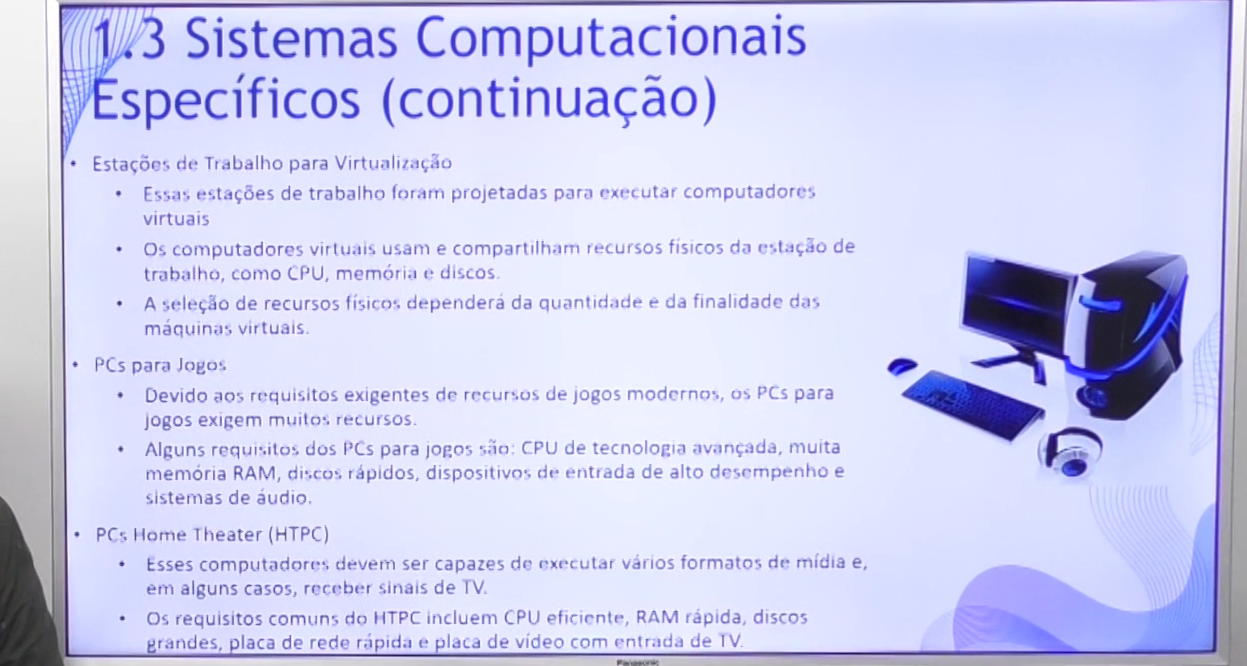 1.3 Sistemas Computacionais
Específicos (continuação)
• Estações de Trabalho para Virtualização
• Essas estações de trabalho foram projetadas para executar computadores
virtuais
• Os computadores virtuais usam e compartilham recursos físicos da estação de
trabalho, como CPU, memória e discos.
• A seleção de recursos físicos dependerá da quantidade e da finalidade das
máquinas virtuais.
• PCs para Jogos
• Devido aos requisitos exigentes de recursos de jogos modernos, os PCs para
jogos exigem muitos recursos.
• Alguns requisitos dos PCs para jogos são: CPU de tecnologia avançada, muita
memória RAM, discos rápidos, dispositivos de entrada de alto desempenho e
sistemas de áudio.
• PCs Home Theater (HTPC)
• Esses computadores devem ser capazes de executar vários formatos de mídia e,
em alguns casos, receber sinais de TV.
• Os requisitos comuns do HTPC incluem CPU eficiente, RAM rápida, discos
grandes, placa de rede rápida e placa de vídeo com entrada de TV.
Panasonic